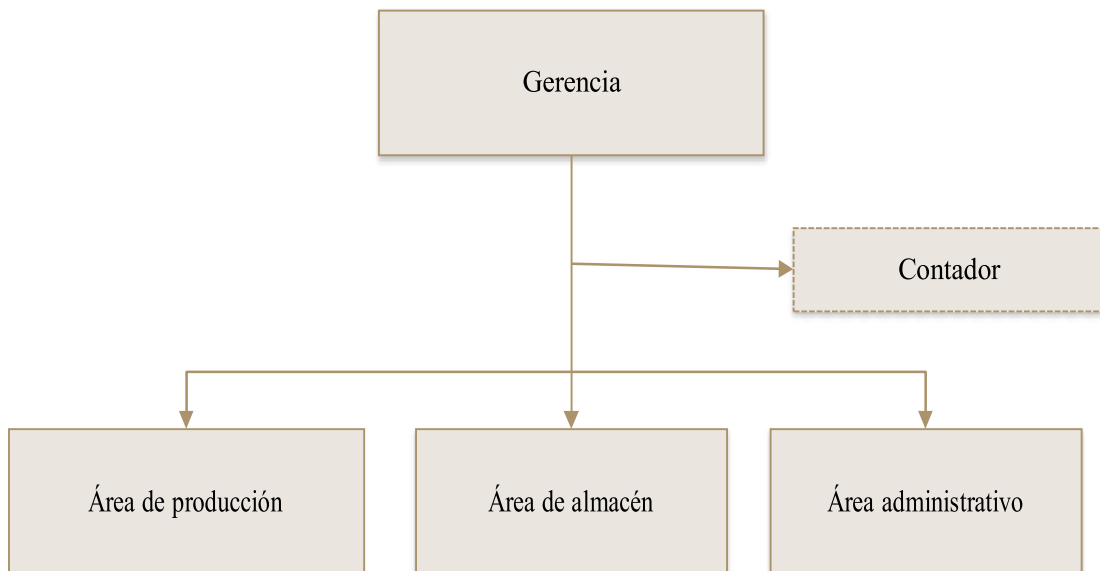 Gerencia
Contador
Área de producción
Área de almacén
Área administrativo